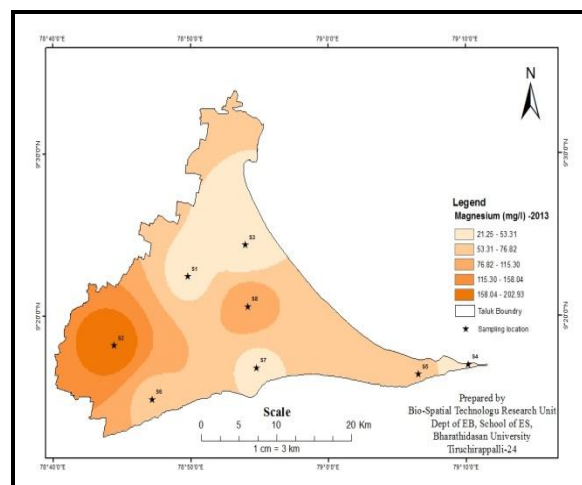 78°40'0"E 78°50'0"E 79°0'0"E 79°10'0"E
N
9°30'0"N 9°30'0"N
Legend
Magnesium (mg/l) -2013
21.25 - 53.31
53.31 - 76.82
76.82 - 115.30
115.30 - 158.04
158.04 - 202.93
Taluk Boundry
Sampling location
S3
S1
S8
9°20'0"N 9°20'0"N
S2
S7
S4
S5
S6
Scale
0 5 10 20 Km
1 cm = 3 km
Prepared by
Bio-Spatial Technologu Research Unit
Dept of EB, School of ES,
Bharathidasan University
Tiruchirappalli-24
78°40'0"E 78°50'0"E 79°0'0"E 79°10'0"E